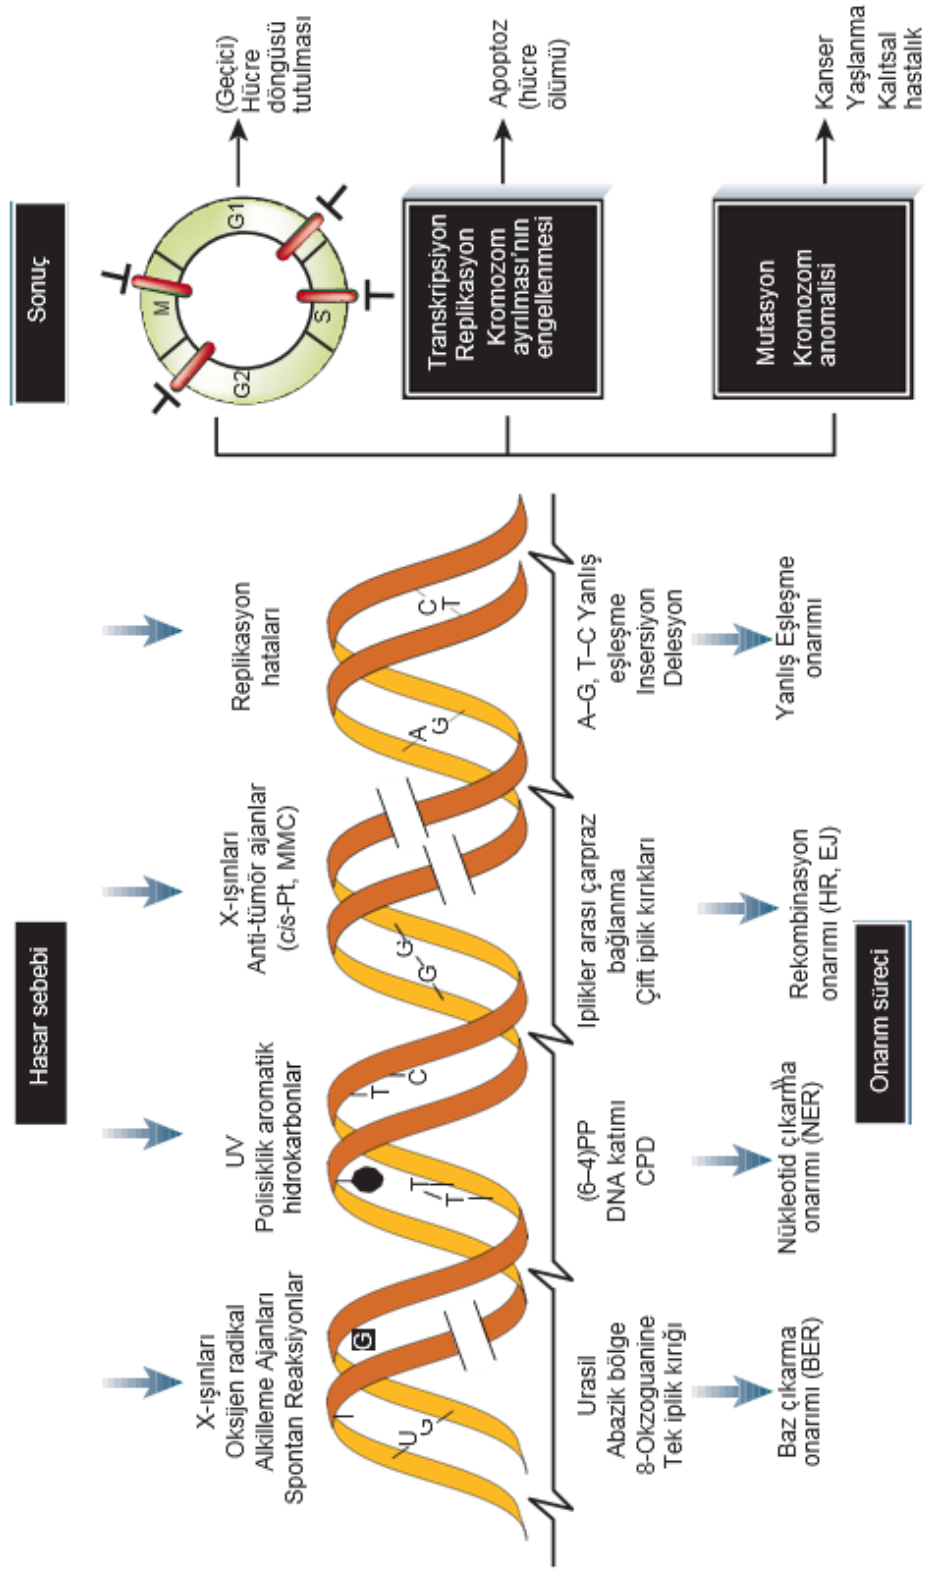 Hasar sebebi
X-ışınları
Oksijen radikal
Alkilleme Ajanları
Spontan Reaksiyonlar
UV
Polisiklik aromatik
hidrokarbonlar
X-ışınları
Anti-tümör ajanlar
(cis-Pt, MMC)
Replikasyon
hataları
U
G
G
T
T
T
C
G
G
A
G
C
T
Urasil
Abazik bölge
8-Okzoguanine
Tek iplik kırığı
(6–4)PP
DNA katımı
CPD
Iplikler arası çarpraz
bağlanma
Çift iplik kırıkları
A–G, T–C Yanlış
eşleşme
Insersiyon
Delesyon
Baz çıkarma
onarımı (BER)
Nükleotid çıkarma
onarımı (NER)
Rekombinasyon
onarımı (HR, EJ)
Yanlış Eşleşme
onarımı
Onarım süreci
Sonuç
M
G1
S
G2
(Geçici)
Hücre
döngüsü
tutulması
Transkripsiyon
Replikasyon
Kromozom
ayrılması'nın
engellenmesi
Apoptoz
(hücre
ölümü)
Mutasyon
Kromozom
anomalisi
Kanser
Yaşlanma
Kalıtsal
hastalık